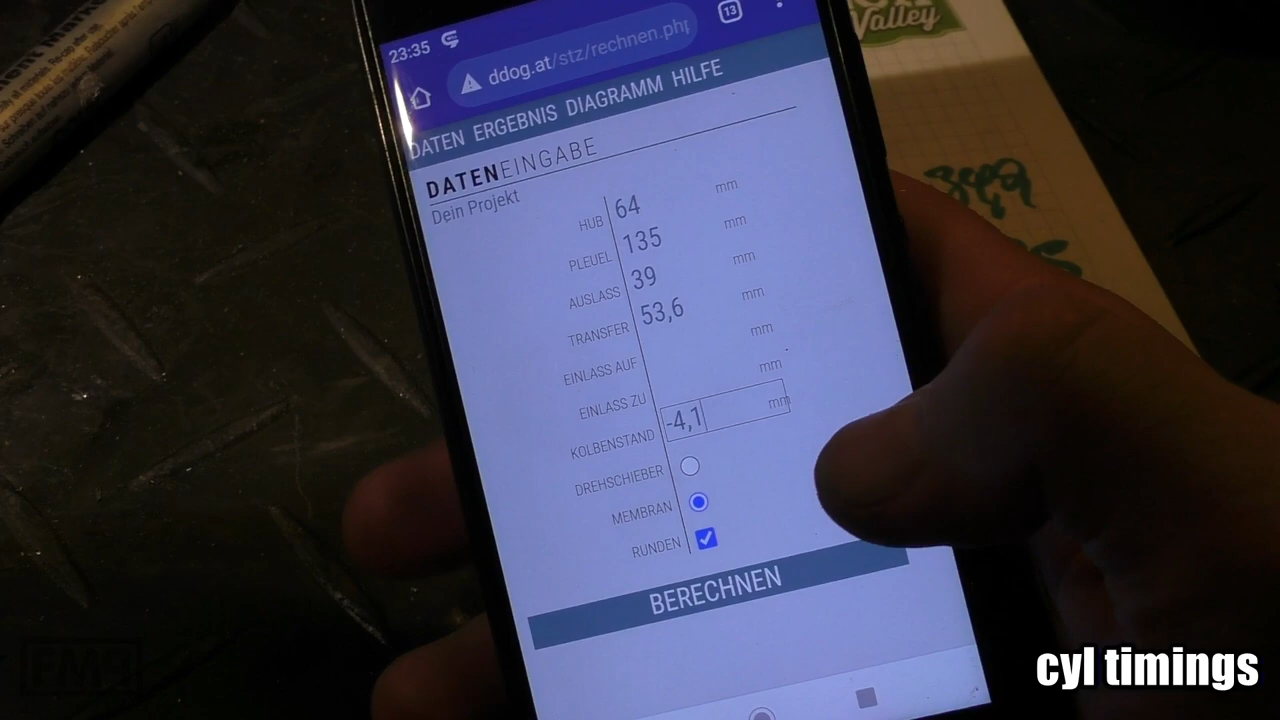 Valley
23:35
13
ddog.at/stz/rechnen.php
DATEN ERGEBNIS DIAGRAMM HILFE
DATENEINGABE
Dein Projekt
HUB 64 mm
PLEUEL 135 mm
AUSLASS 39 mm
TRANSFER 53,6 mm
EINLASS AUF mm
EINLASS ZU mm
KOLBENSTAND -4,1 mm
DREHSCHIEBER
MEMBRAN
RUNDEN
BERECHNEN
cyl timings